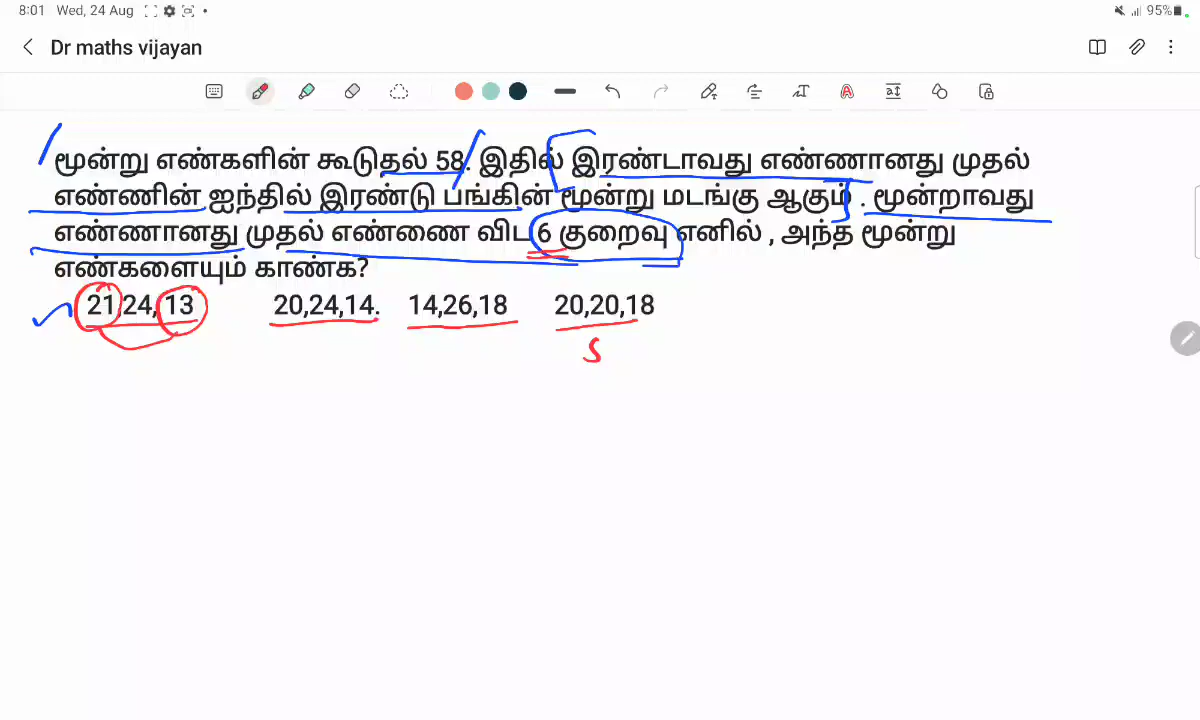 8:01 Wed, 24 Aug
95%
Dr maths vijayan
மூன்று எண்களின் கூடுதல் 58. இதில் இரண்டாவது எண்ணானது முதல்
எண்ணின் ஐந்தில் இரண்டு பங்கின் மூன்று மடங்கு ஆகும் . மூன்றாவது
எண்ணானது முதல் எண்ணை விட 6 குறைவு எனில் , அந்த மூன்று
எண்களையும் காண்க?
21,24,13 20,24,14. 14,26,18 20,20,18